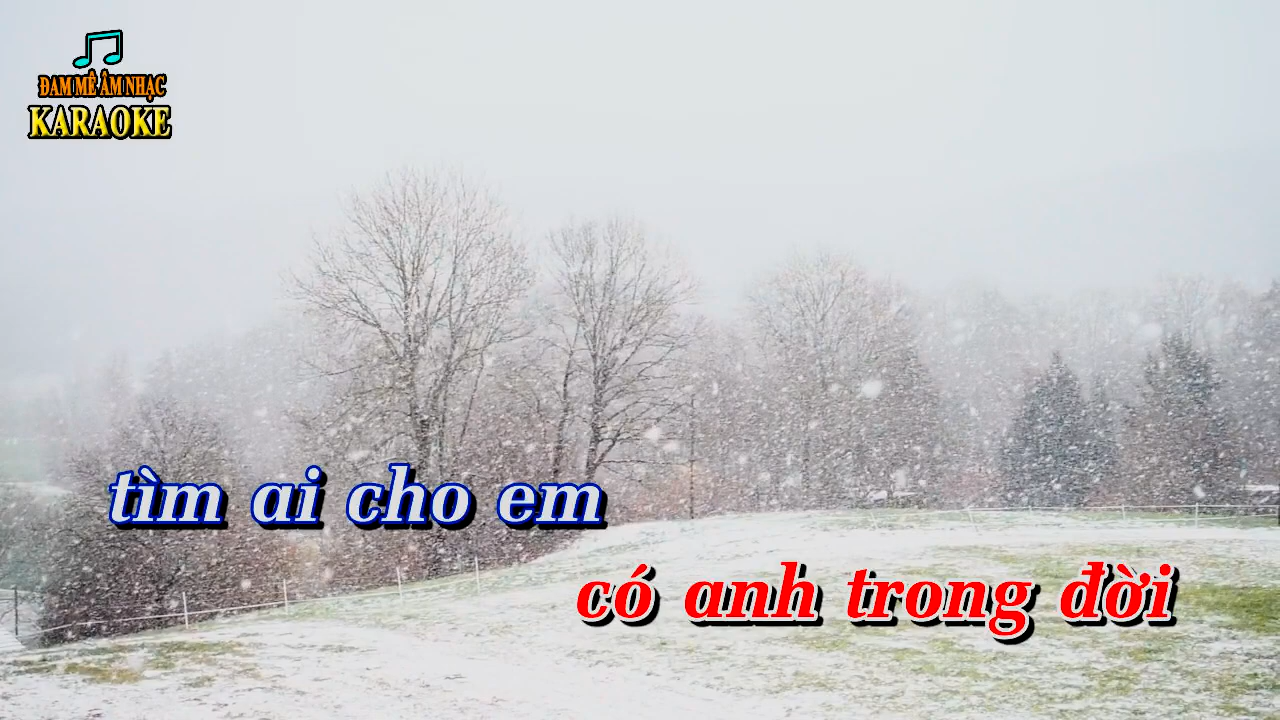 ĐAM MÊ ÂM NHẠC
KARAOKE
tìm ai cho em
có anh trong đời